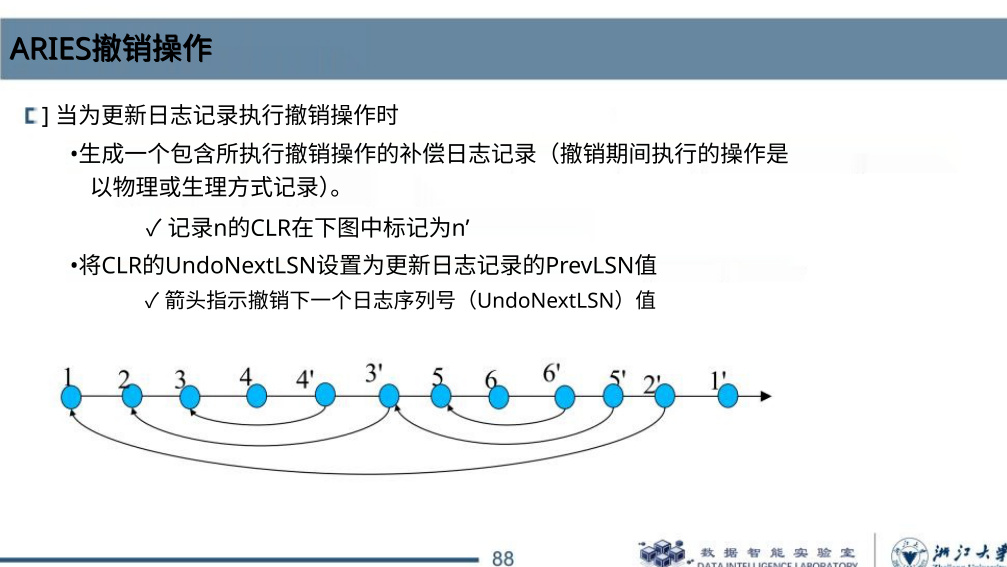 ARIES撤销操作
] 当为更新日志记录执行撤销操作时
•生成一个包含所执行撤销操作的补偿日志记录（撤销期间执行的操作是
以物理或生理方式记录）。
✓ 记录n的CLR在下图中标记为n’
•将CLR的UndoNextLSN设置为更新日志记录的PrevLSN值
✓ 箭头指示撤销下一个日志序列号（UndoNextLSN）值
1 2 3 4 4' 3' 5 6 6' 5' 2' 1'
88
数据智能实验室
DATA INTELLIGENCE LABORATORY
浙江大学